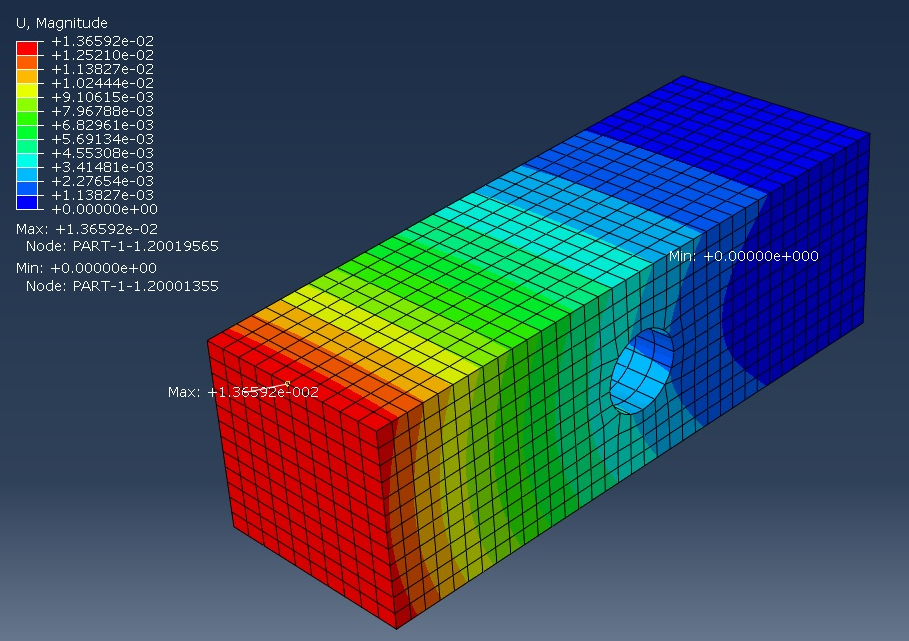 U, Magnitude
+1.36592e-02
+1.25210e-02
+1.13827e-02
+1.02444e-02
+9.10615e-03
+7.96788e-03
+6.82961e-03
+5.69134e-03
+4.55308e-03
+3.41481e-03
+2.27654e-03
+1.13827e-03
+0.00000e+00
Max: +1.36592e-02
Node: PART-1-1.20019565
Min: +0.00000e+00
Node: PART-1-1.20001355
Min: +0.00000e+000
Max: +1.36592e-002